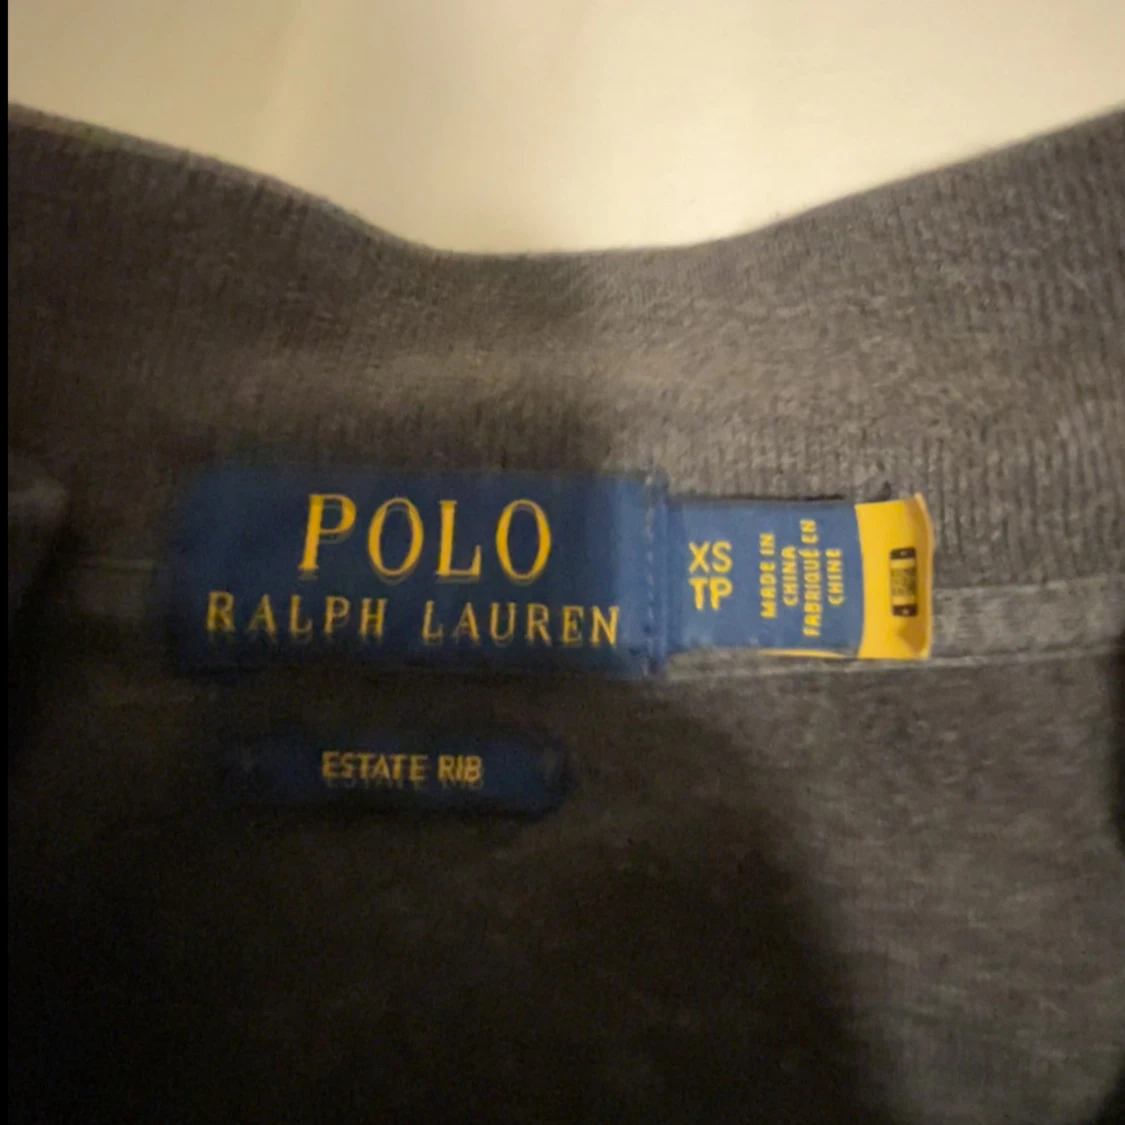 POLO
RALPH LAUREN
XS
TP
MADE IN
CHINA
FABRIQUÉ EN
CHINE
ESTATE RIB